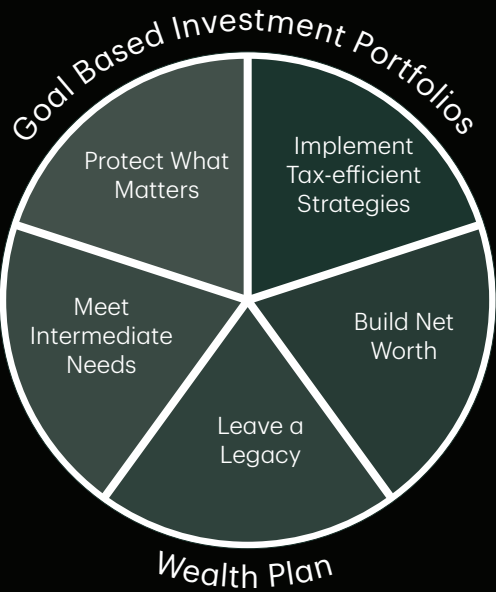 Goal Based Investment Portfolios
Implement
Tax-efficient
Strategies
Build Net
Worth
Leave a
Legacy
Meet
Intermediate
Needs
Protect What
Matters
Wealth Plan